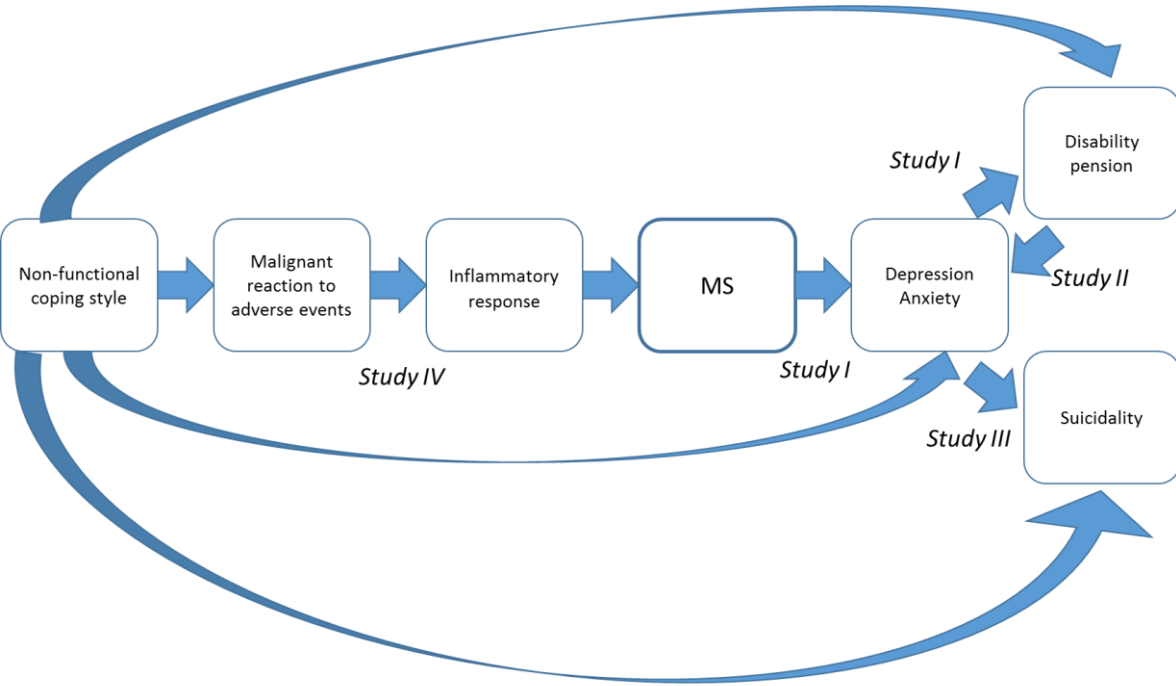 Disability
pension
Study I
Non-functional
coping style
Malignant
reaction to
adverse events
Inflammatory
response
MS
Depression
Anxiety
Study II
Study IV
Study I
Study III
Suicidality